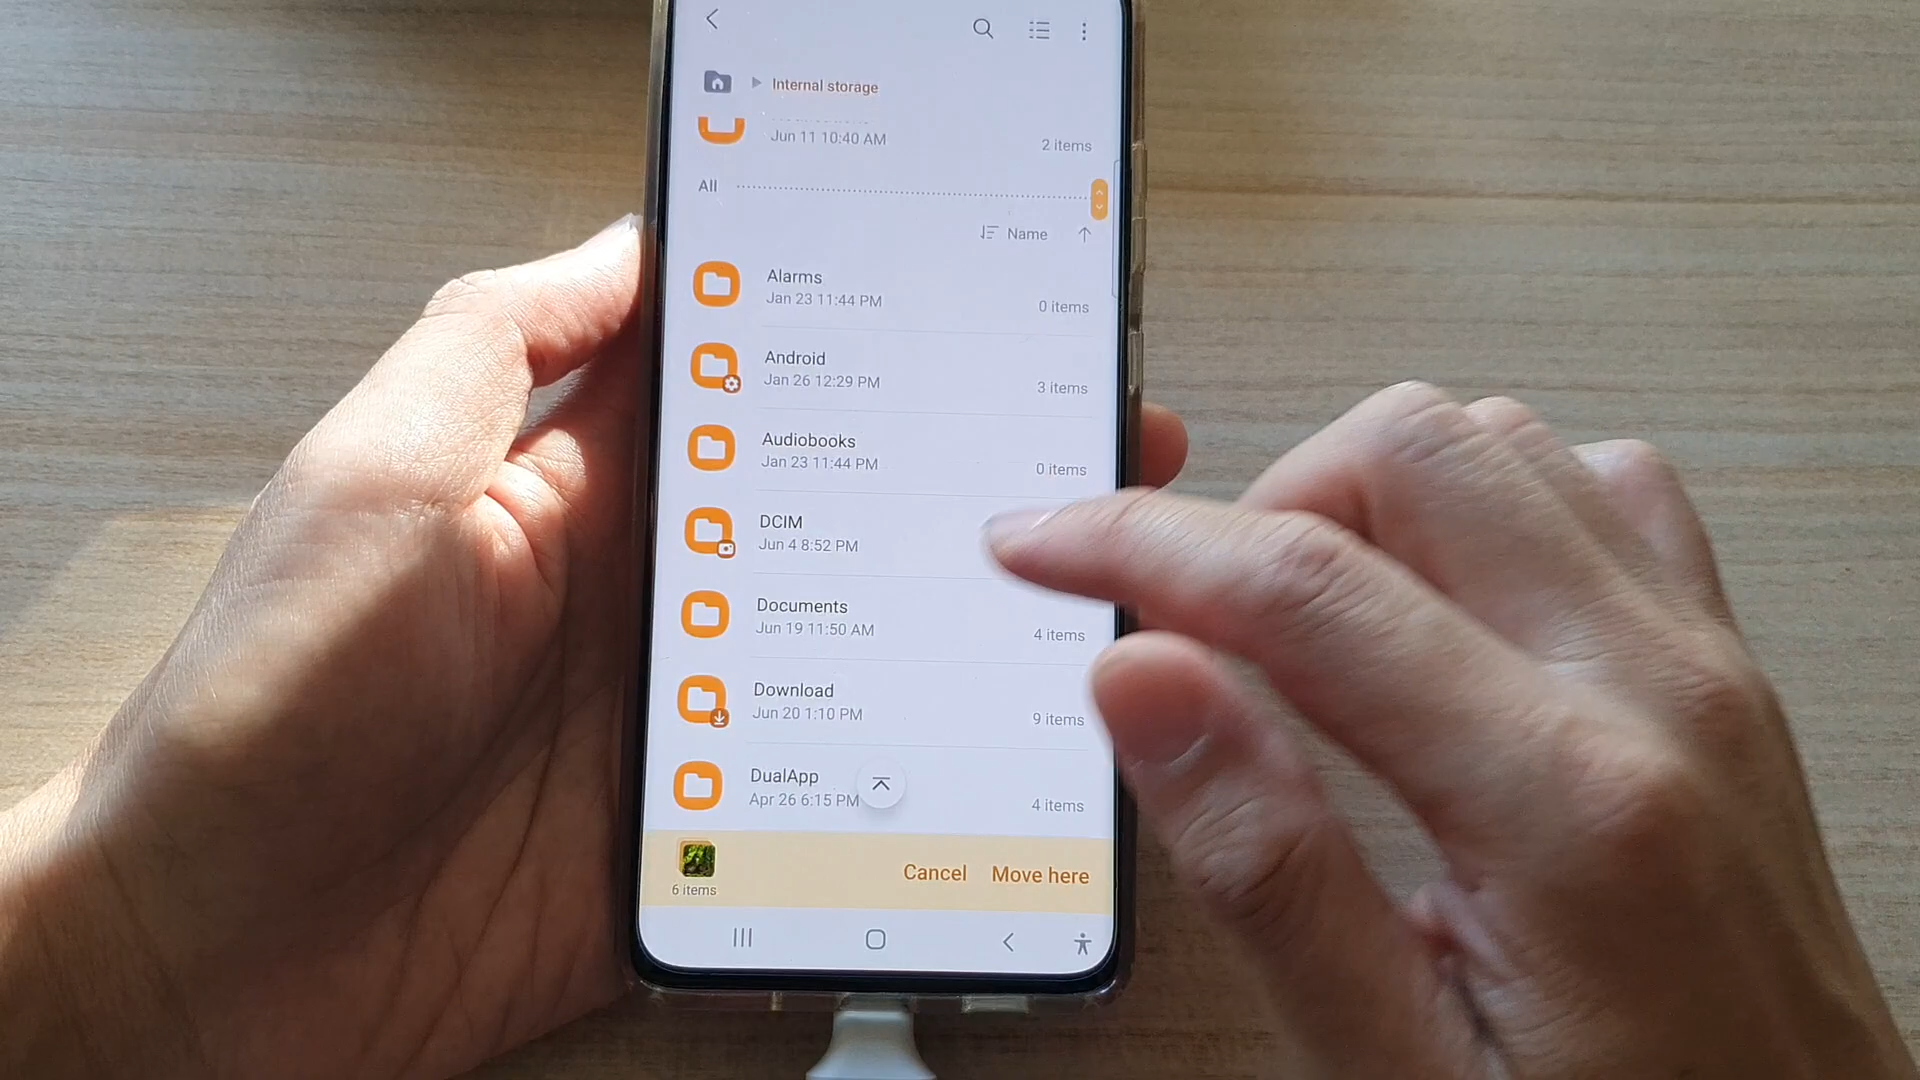 Internal storage
Jun 11 10:40 AM
2 items
All
Name
Alarms
Jan 23 11:44 PM
0 items
Android
Jan 26 12:29 PM
3 items
Audiobooks
Jan 23 11:44 PM
0 items
DCIM
Jun 4 8:52 PM
Documents
Jun 19 11:50 AM
4 items
Download
Jun 20 1:10 PM
9 items
DualApp
Apr 26 6:15 PM
4 items
6 items
Cancel
Move here